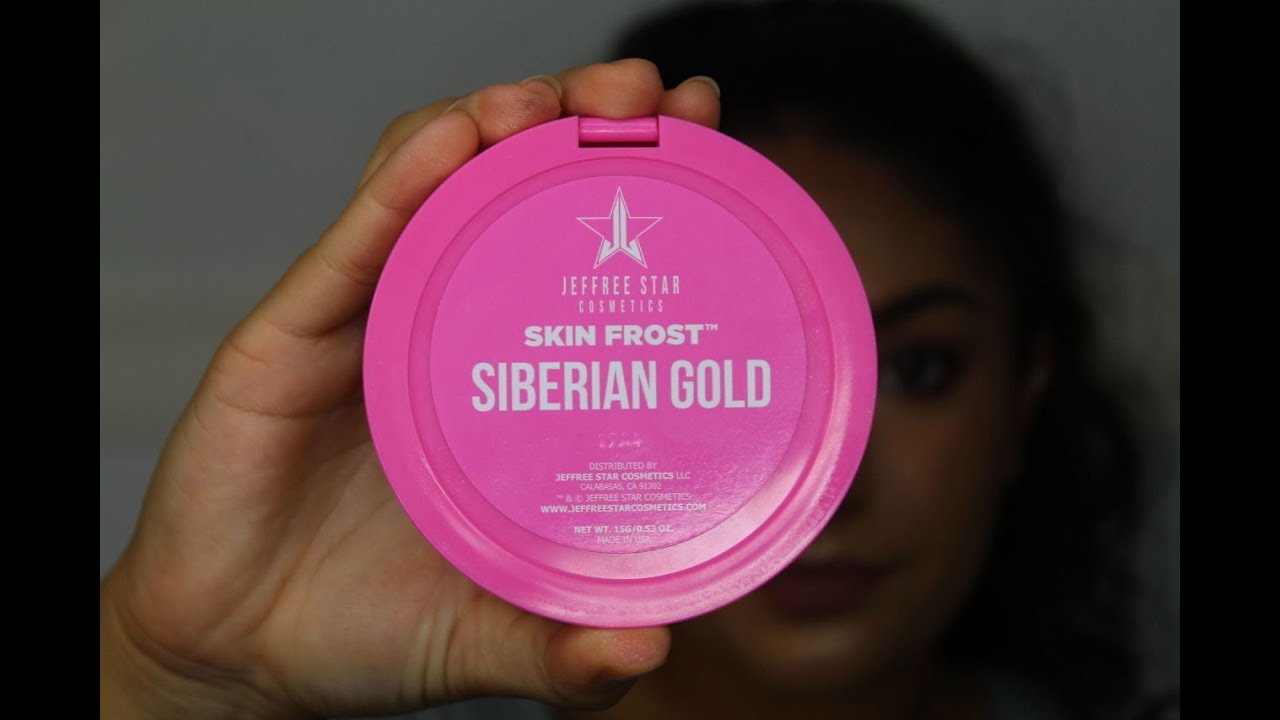 JEFFREE STAR
COSMETICS
SKIN FROST™
SIBERIAN GOLD
DISTRIBUTED BY
JEFFREE STAR COSMETICS LLC
CALABASAS, CA 91302
™ & © JEFFREE STAR COSMETICS
WWW.JEFFREESTARCOSMETICS.COM
NET WT. 15G/0.53 OZ.
MADE IN USA